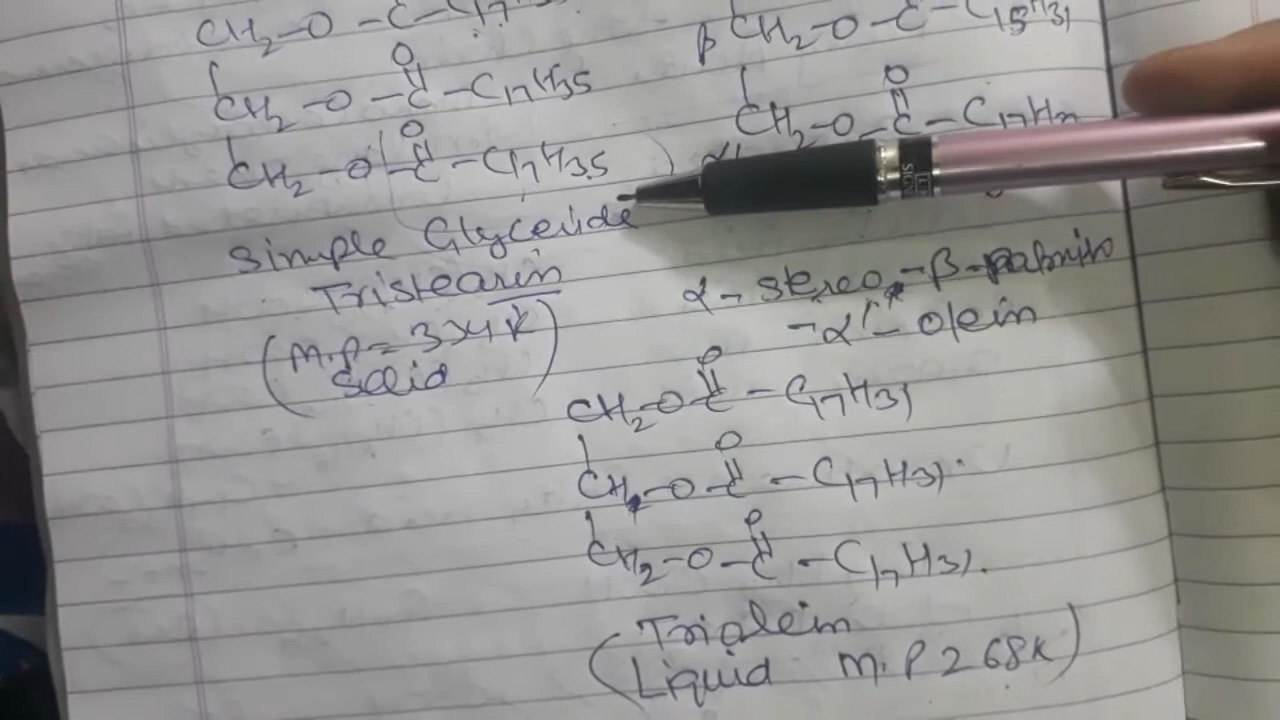 CH2-O-C-C17
CH2-O-C-C17H35
O
CH2-O-C-C17H35
O
Simple Glyceride
Tristearin
(M.P = 334K)
Solid
β CH2-O-C-C15H31
O
CH2-O-C-C17H
α-stereo-β-palmito
-α'-olein
O
CH2-O-C-C17H31
O
CH2-O-C-C17H31.
O
CH2-O-C-C17H31.
(Triolein
Liquid M.P 268K)